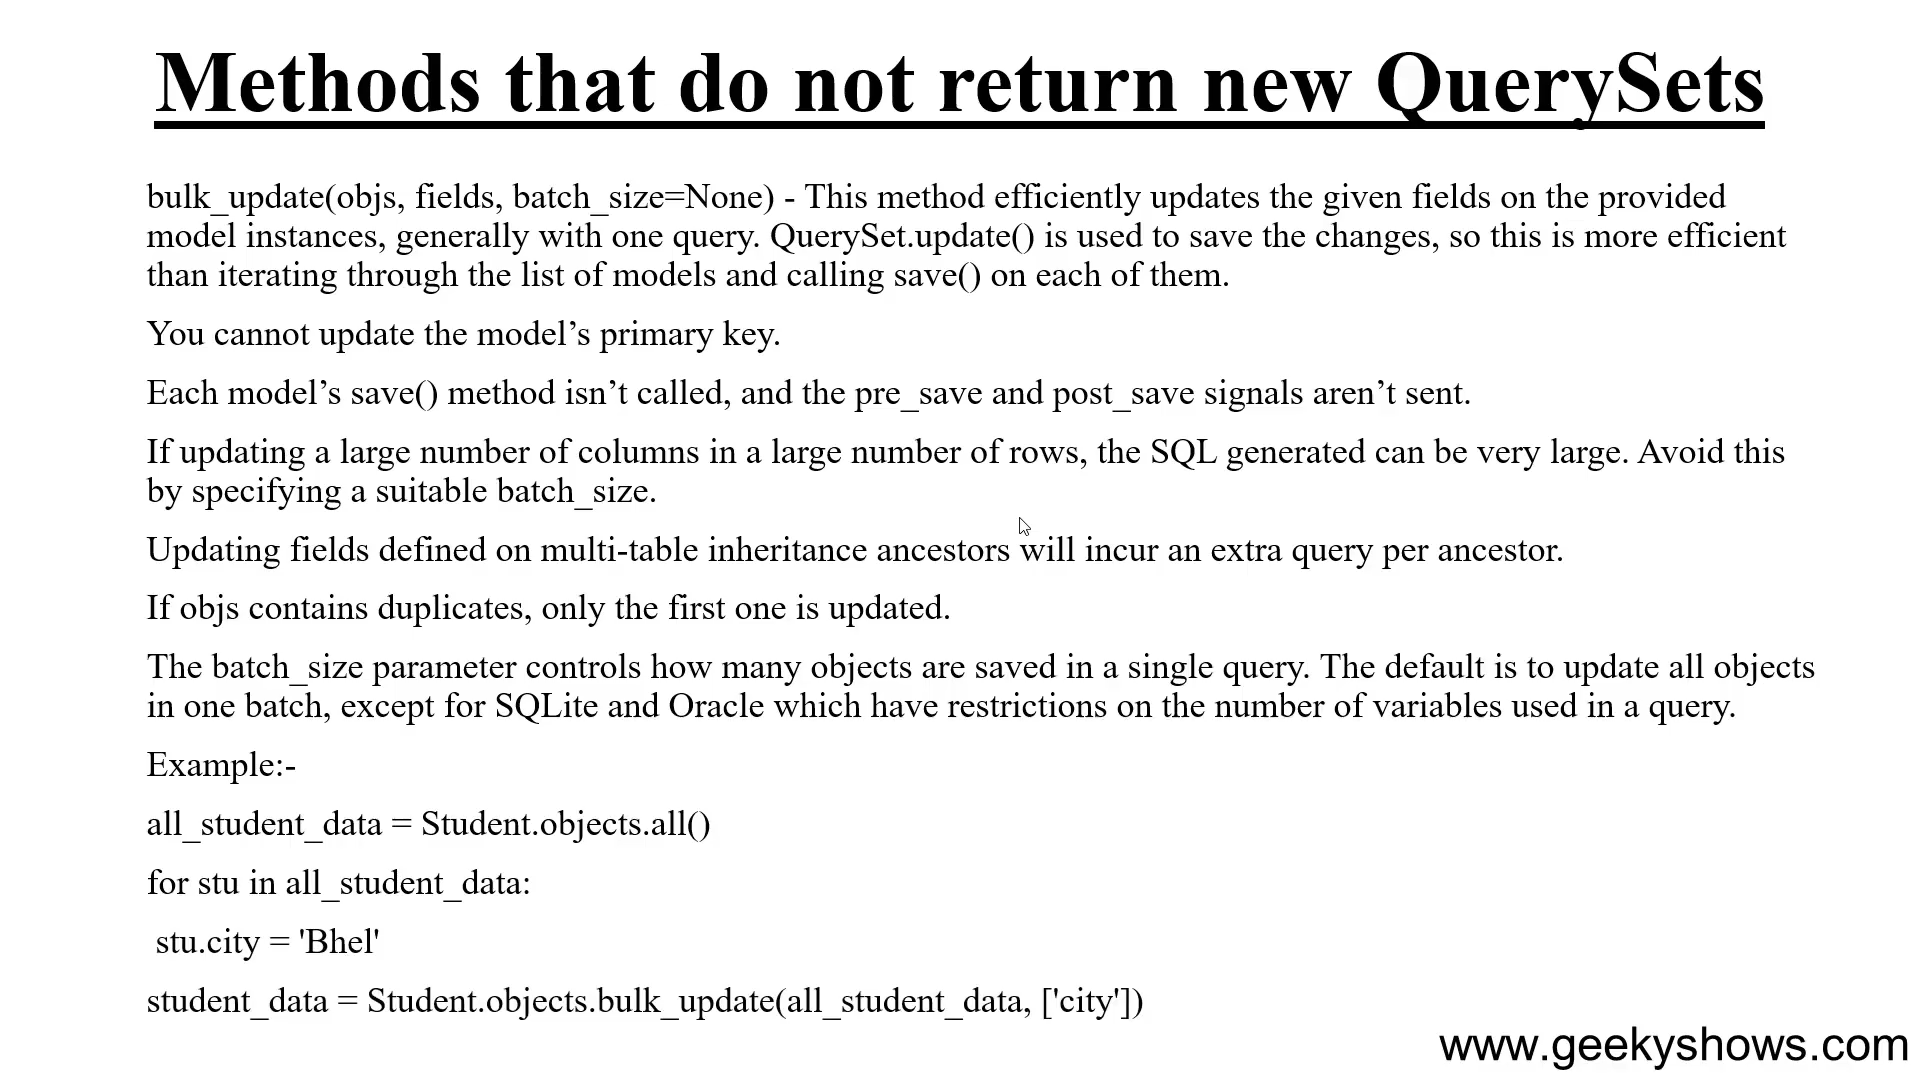 Methods that do not return new QuerySets
bulk_update(objs, fields, batch_size=None) - This method efficiently updates the given fields on the provided
model instances, generally with one query. QuerySet.update() is used to save the changes, so this is more efficient
than iterating through the list of models and calling save() on each of them.
You cannot update the model’s primary key.
Each model’s save() method isn’t called, and the pre_save and post_save signals aren’t sent.
If updating a large number of columns in a large number of rows, the SQL generated can be very large. Avoid this
by specifying a suitable batch_size.
Updating fields defined on multi-table inheritance ancestors will incur an extra query per ancestor.
If objs contains duplicates, only the first one is updated.
The batch_size parameter controls how many objects are saved in a single query. The default is to update all objects
in one batch, except for SQLite and Oracle which have restrictions on the number of variables used in a query.
Example:-
all_student_data = Student.objects.all()
for stu in all_student_data:
stu.city = 'Bhel'
student_data = Student.objects.bulk_update(all_student_data, ['city'])
www.geekyshows.com